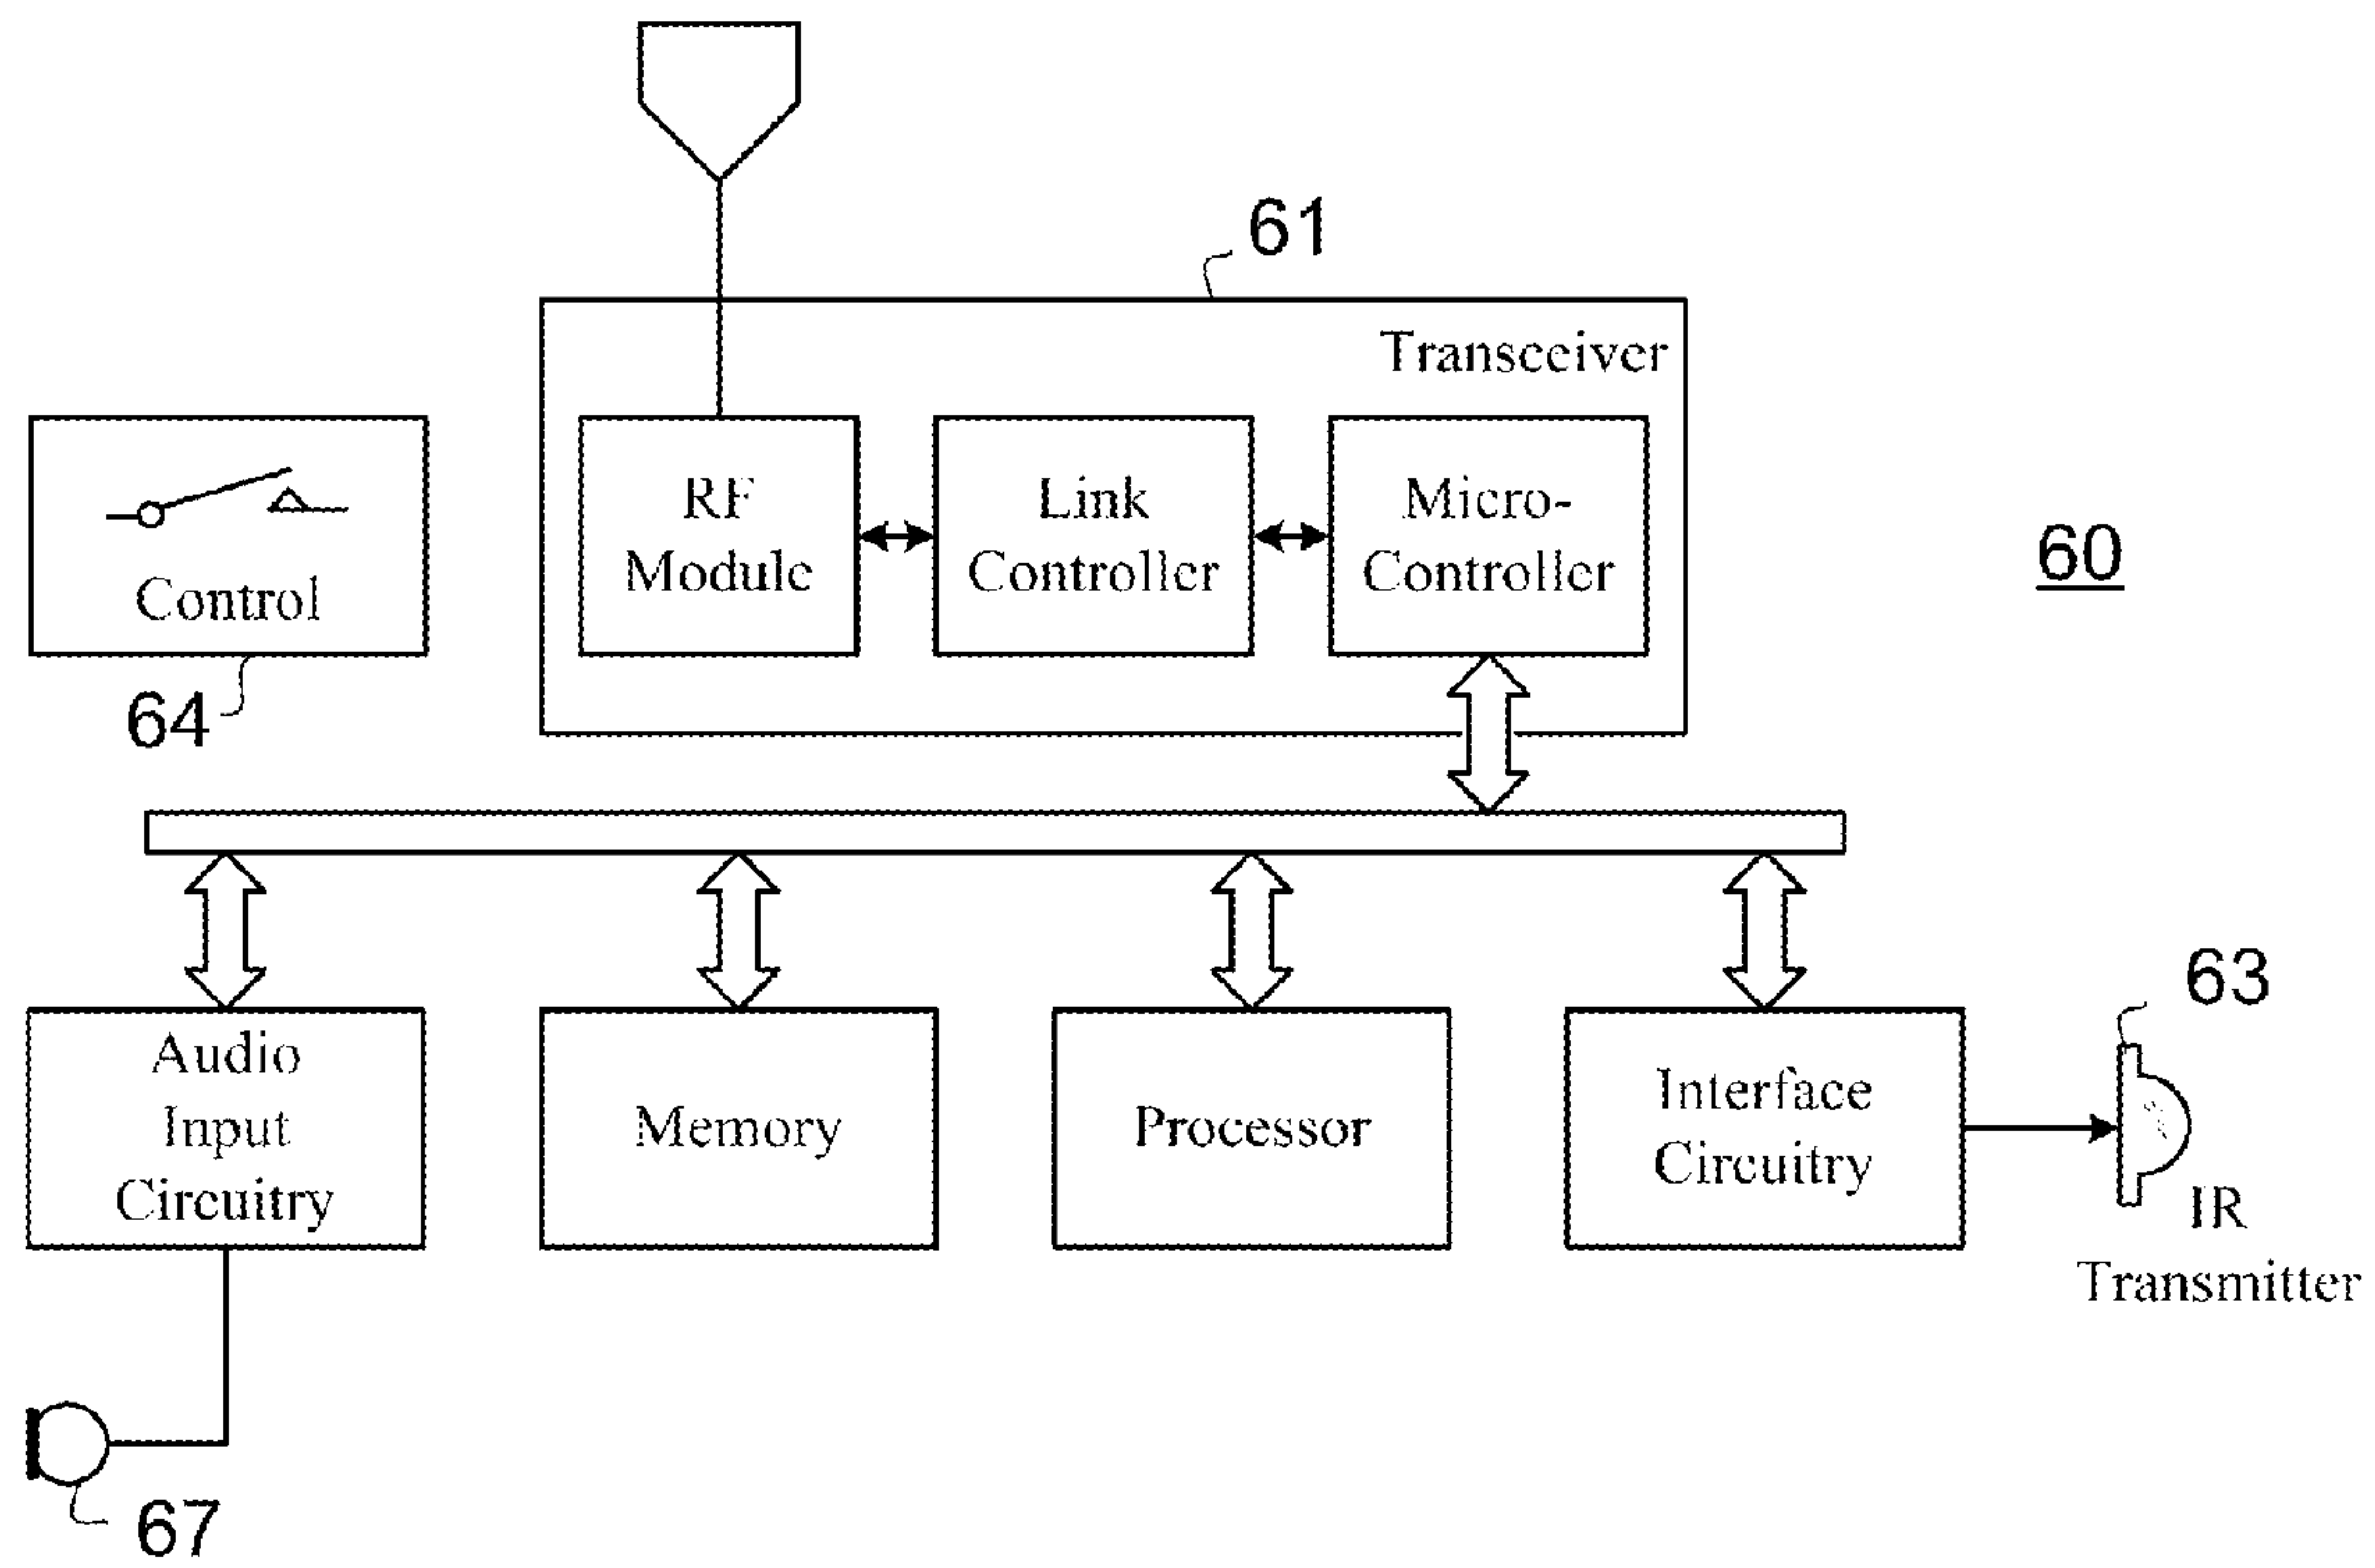 61
Transceiver
RF
Module
Link
Controller
Micro-
Controller
60
Control
64
Audio
Input
Circuitry
Memory
Processor
Interface
Circuitry
63
IR
Transmitter
67